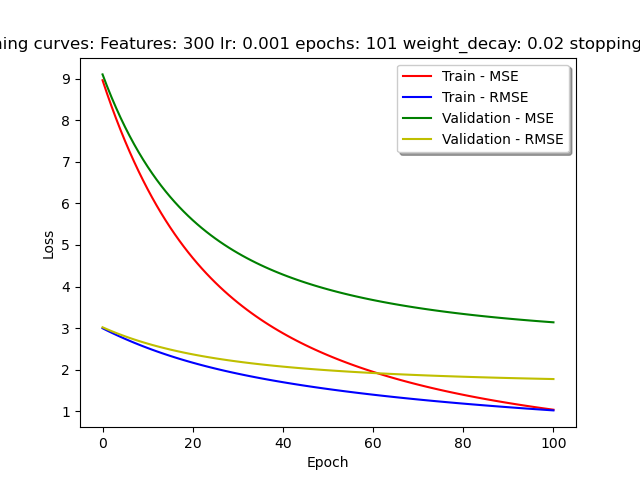 curves: Features: 300 lr: 0.001 epochs: 101 weight_decay: 0.02 stopping
Train - MSE
Train - RMSE
Validation - MSE
Validation - RMSE
9
8
7
6
5
4
3
2
1
Loss
0 20 40 60 80 100
Epoch